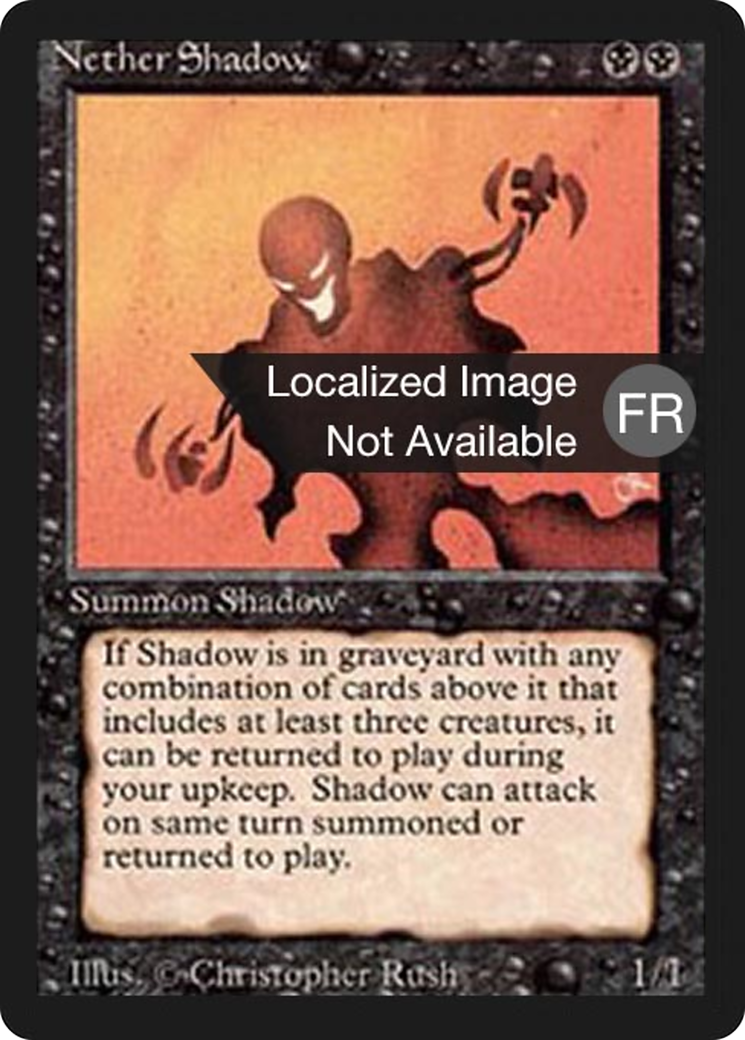 Nether Shadow
Localized Image
Not Available
FR
Summon Shadow
If Shadow is in graveyard with any
combination of cards above it that
includes at least three creatures, it
can be returned to play during
your upkeep. Shadow can attack
on same turn summoned or
returned to play.
Illus. © Christopher Rush
1/1